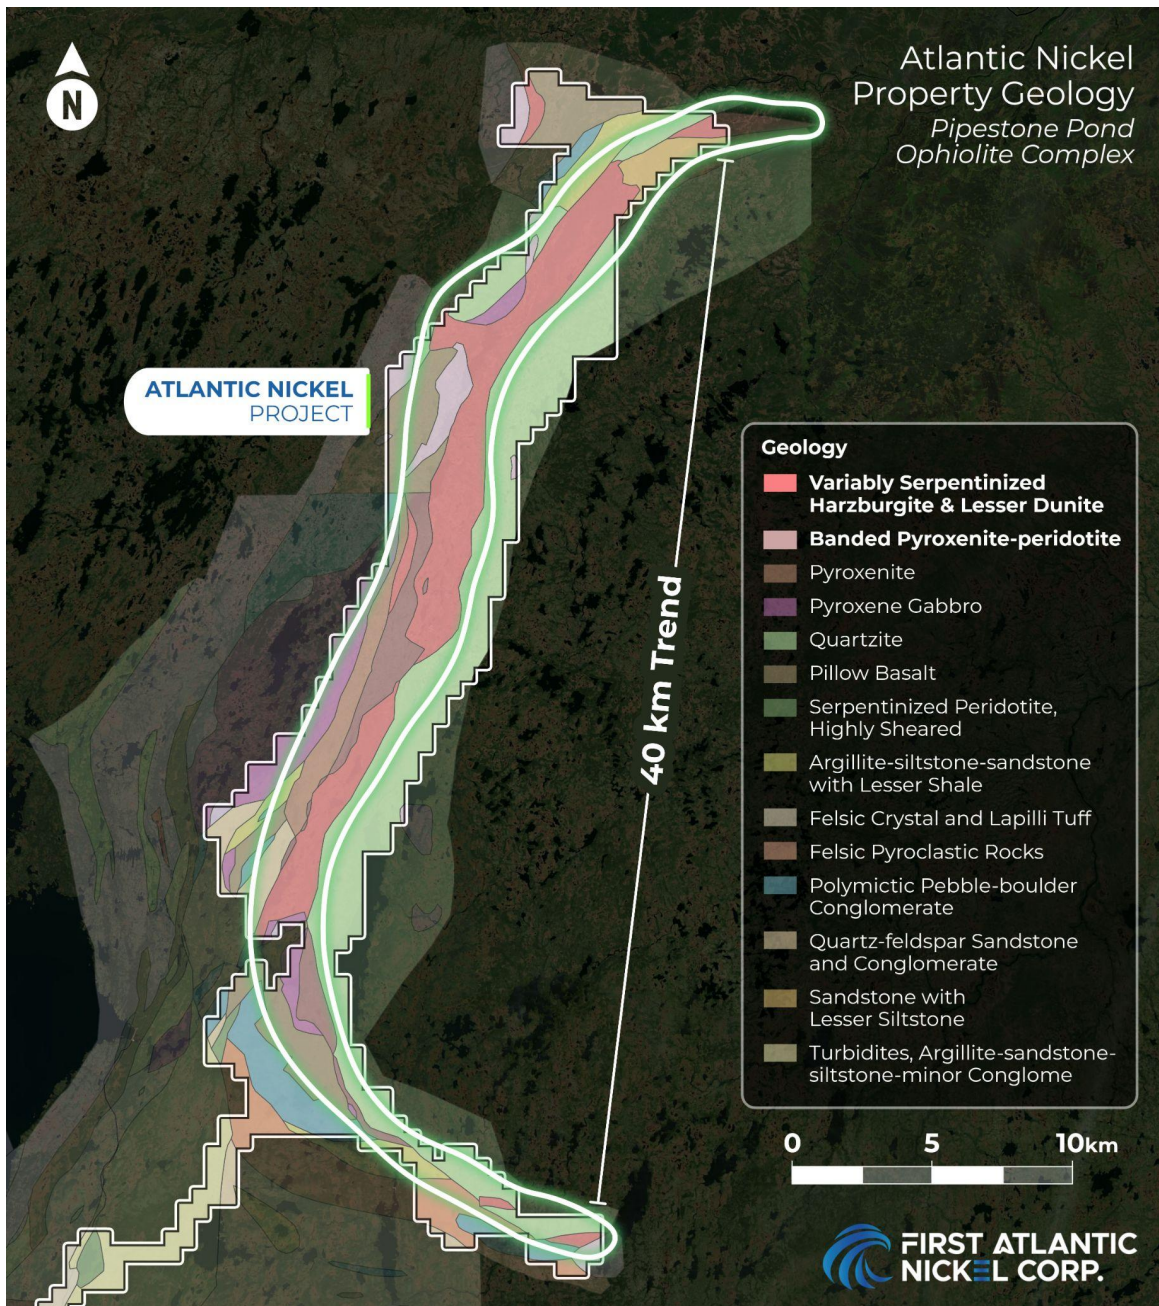 N
Atlantic Nickel
Property Geology
Pipestone Pond
Ophiolite Complex
ATLANTIC NICKEL
PROJECT
40 km Trend
Geology
Variably Serpentinized
Harzburgite & Lesser Dunite
Banded Pyroxenite-peridotite
Pyroxenite
Pyroxene Gabbro
Quartzite
Pillow Basalt
Serpentinized Peridotite,
Highly Sheared
Argillite-siltstone-sandstone
with Lesser Shale
Felsic Crystal and Lapilli Tuff
Felsic Pyroclastic Rocks
Polymictic Pebble-boulder
Conglomerate
Quartz-feldspar Sandstone
and Conglomerate
Sandstone with
Lesser Siltstone
Turbidites, Argillite-sandstone-
siltstone-minor Conglome
0 5 10km
FIRST ATLANTIC
NICKEL CORP.